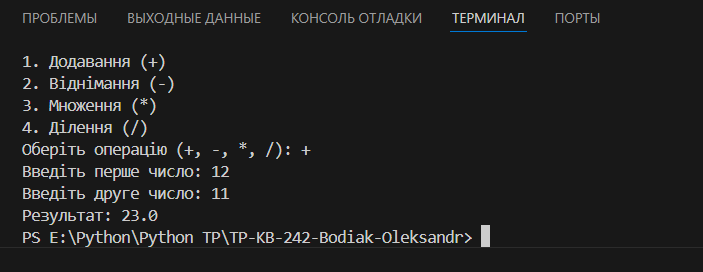 ПРОБЛЕМЫ ВЫХОДНЫЕ ДАННЫЕ КОНСОЛЬ ОТЛАДКИ ТЕРМИНАЛ ПОРТЫ
1. Додавання (+)
2. Віднімання (-)
3. Множення (*)
4. Ділення (/)
Оберіть операцію (+, -, *, /): +
Введіть перше число: 12
Введіть друге число: 11
Результат: 23.0
PS E:\Python\Python TP\TP-KB-242-Bodiak-Oleksandr>